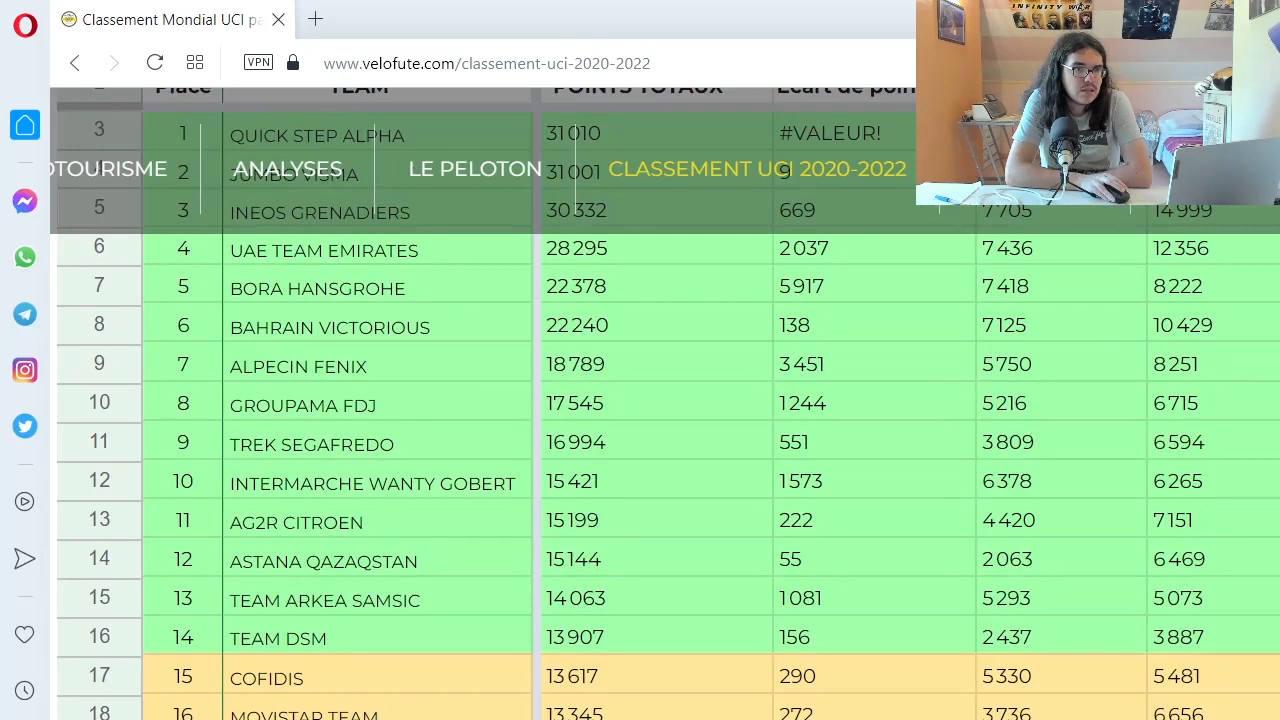 Classement Mondial UCI pa
VPN
www.velofute.com/classement-uci-2020-2022
INFINITY WAR
Place TEAM POINTS TOTAUX Ecart de poin
3 1 QUICK STEP ALPHA 31 010 #VALEUR!
OTOURISME ANALYSES LE PELOTON CLASSEMENT UCI 2020-2022
2 JUMBO VISMA 31 001 9
5 3 INEOS GRENADIERS 30 332 669 7 705 14 999
6 4 UAE TEAM EMIRATES 28 295 2 037 7 436 12 356
7 5 BORA HANSGROHE 22 378 5 917 7 418 8 222
8 6 BAHRAIN VICTORIOUS 22 240 138 7 125 10 429
9 7 ALPECIN FENIX 18 789 3 451 5 750 8 251
10 8 GROUPAMA FDJ 17 545 1 244 5 216 6 715
11 9 TREK SEGAFREDO 16 994 551 3 809 6 594
12 10 INTERMARCHE WANTY GOBERT 15 421 1 573 6 378 6 265
13 11 AG2R CITROEN 15 199 222 4 420 7 151
14 12 ASTANA QAZAQSTAN 15 144 55 2 063 6 469
15 13 TEAM ARKEA SAMSIC 14 063 1 081 5 293 5 073
16 14 TEAM DSM 13 907 156 2 437 3 887
17 15 COFIDIS 13 617 290 5 330 5 481
18 16 MOVISTAR TEAM 13 345 272 3 736 6 656